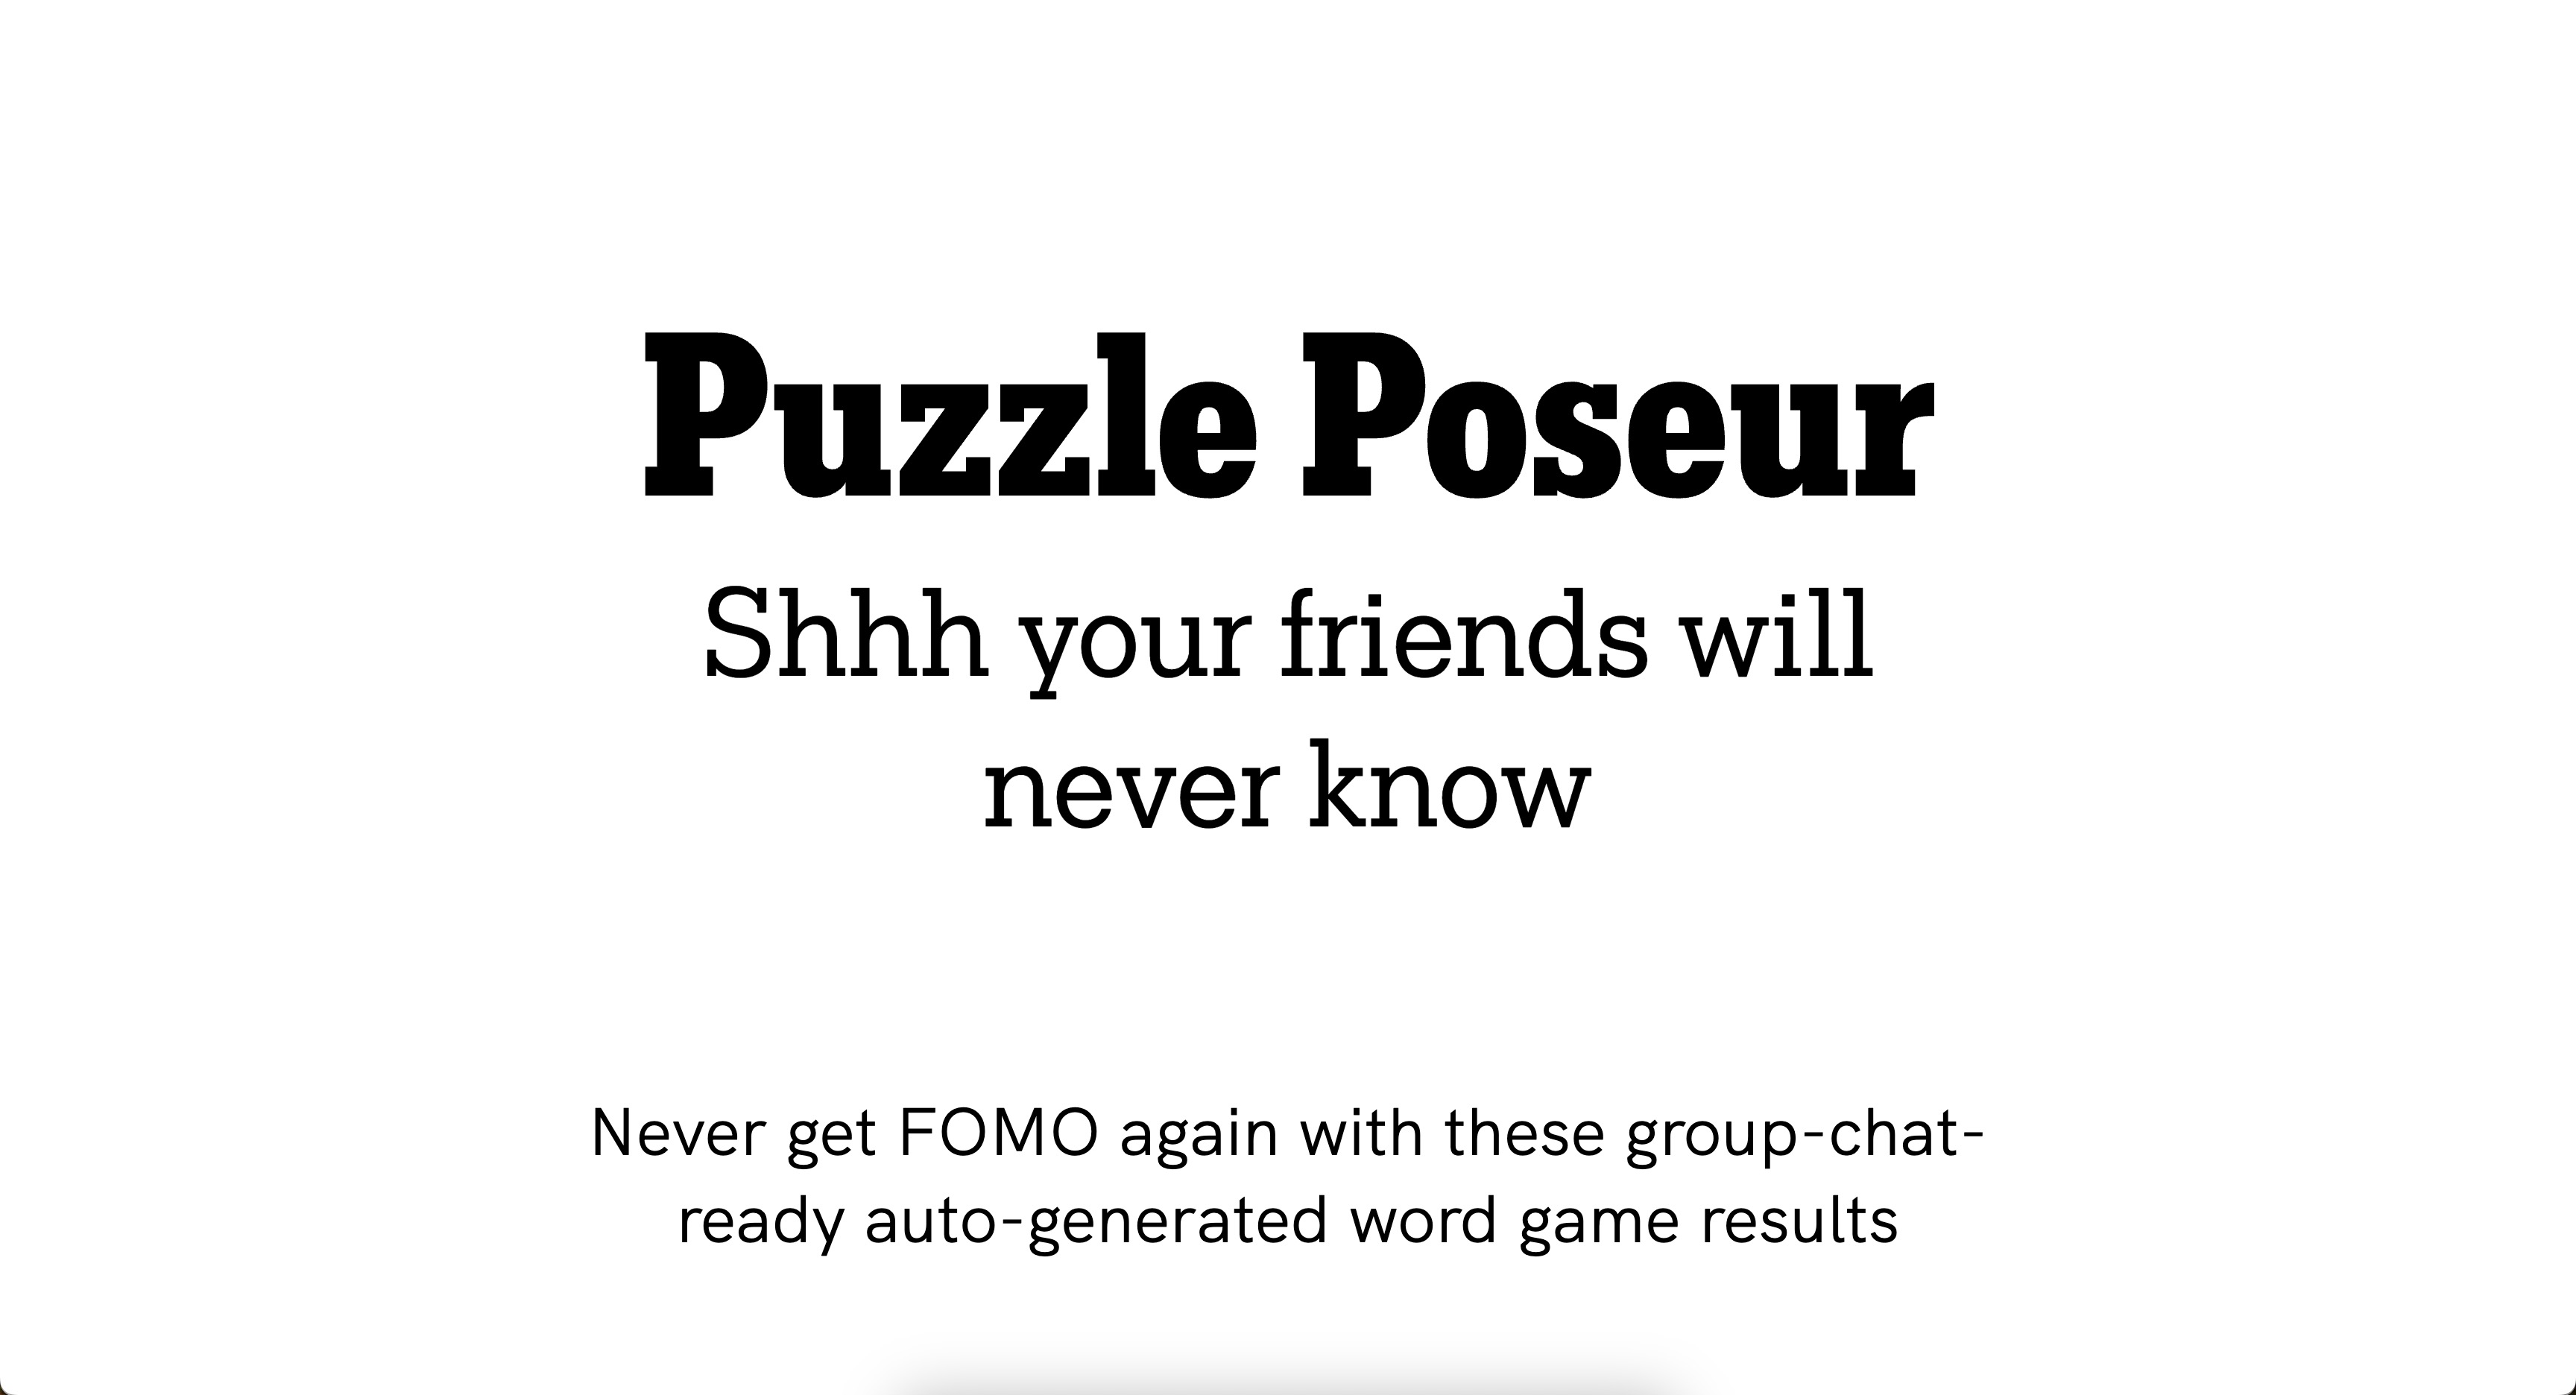 Puzzle Poseur
Shhh your friends will
never know
Never get FOMO again with these group-chat-
ready auto-generated word game results